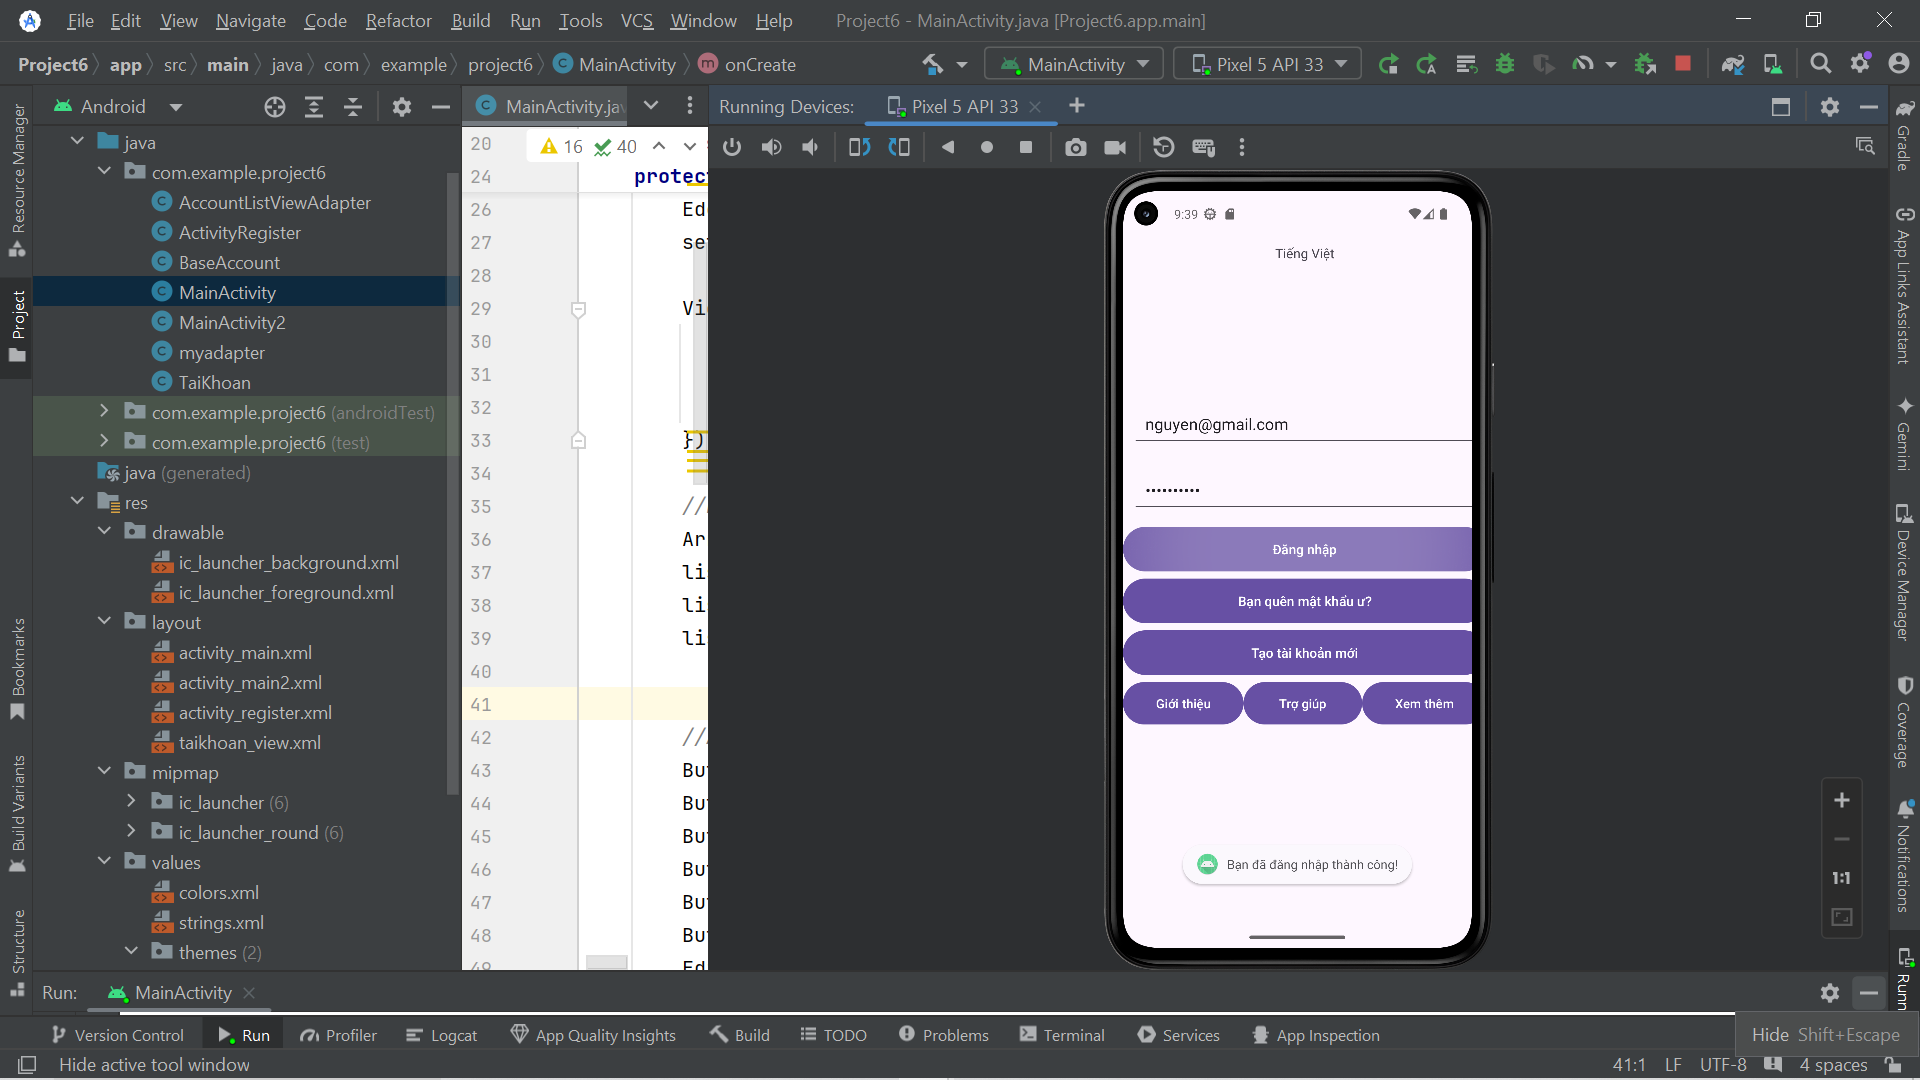 File Edit View Navigate Code Refactor Build Run Tools VCS Window Help Project6 - MainActivity.java [Project6.app.main]
Project6 app src main java com example project6 MainActivity onCreate MainActivity Pixel 5 API 33
Android MainActivity.ja Running Devices: Pixel 5 API 33
16 40
java
com.example.project6
AccountListViewAdapter
ActivityRegister
BaseAccount
MainActivity
MainActivity2
myadapter
TaiKhoan
com.example.project6 (androidTest)
com.example.project6 (test)
java (generated)
res
drawable
ic_launcher_background.xml
ic_launcher_foreground.xml
layout
activity_main.xml
activity_main2.xml
activity_register.xml
taikhoan_view.xml
mipmap
ic_launcher (6)
ic_launcher_round (6)
values
colors.xml
strings.xml
themes (2)
20
24 protec
26 Ed
27 se
28
29 Vi
30
31
32
33 })
34
35 //
36 Ar
37 li
38 li
39 li
40
41
42 //
43 Bu
44 Bu
45 Bu
46 Bu
47 Bu
48 Bu
49 Ed
9:39
Tiếng Việt
nguyen@gmail.com
••••••••••
Đăng nhập
Bạn quên mật khẩu ư?
Tạo tài khoản mới
Giới thiệu Trợ giúp Xem thêm
Bạn đã đăng nhập thành công!
1:1
Resource Manager
Project
Bookmarks
Build Variants
Structure
Gradle
App Links Assistant
Gemini
Device Manager
Coverage
Notifications
Runn
Run: MainActivity
Version Control Run Profiler Logcat App Quality Insights Build TODO Problems Terminal Services App Inspection
Hide Shift+Escape
Hide active tool window 41:1 LF UTF-8 4 spaces